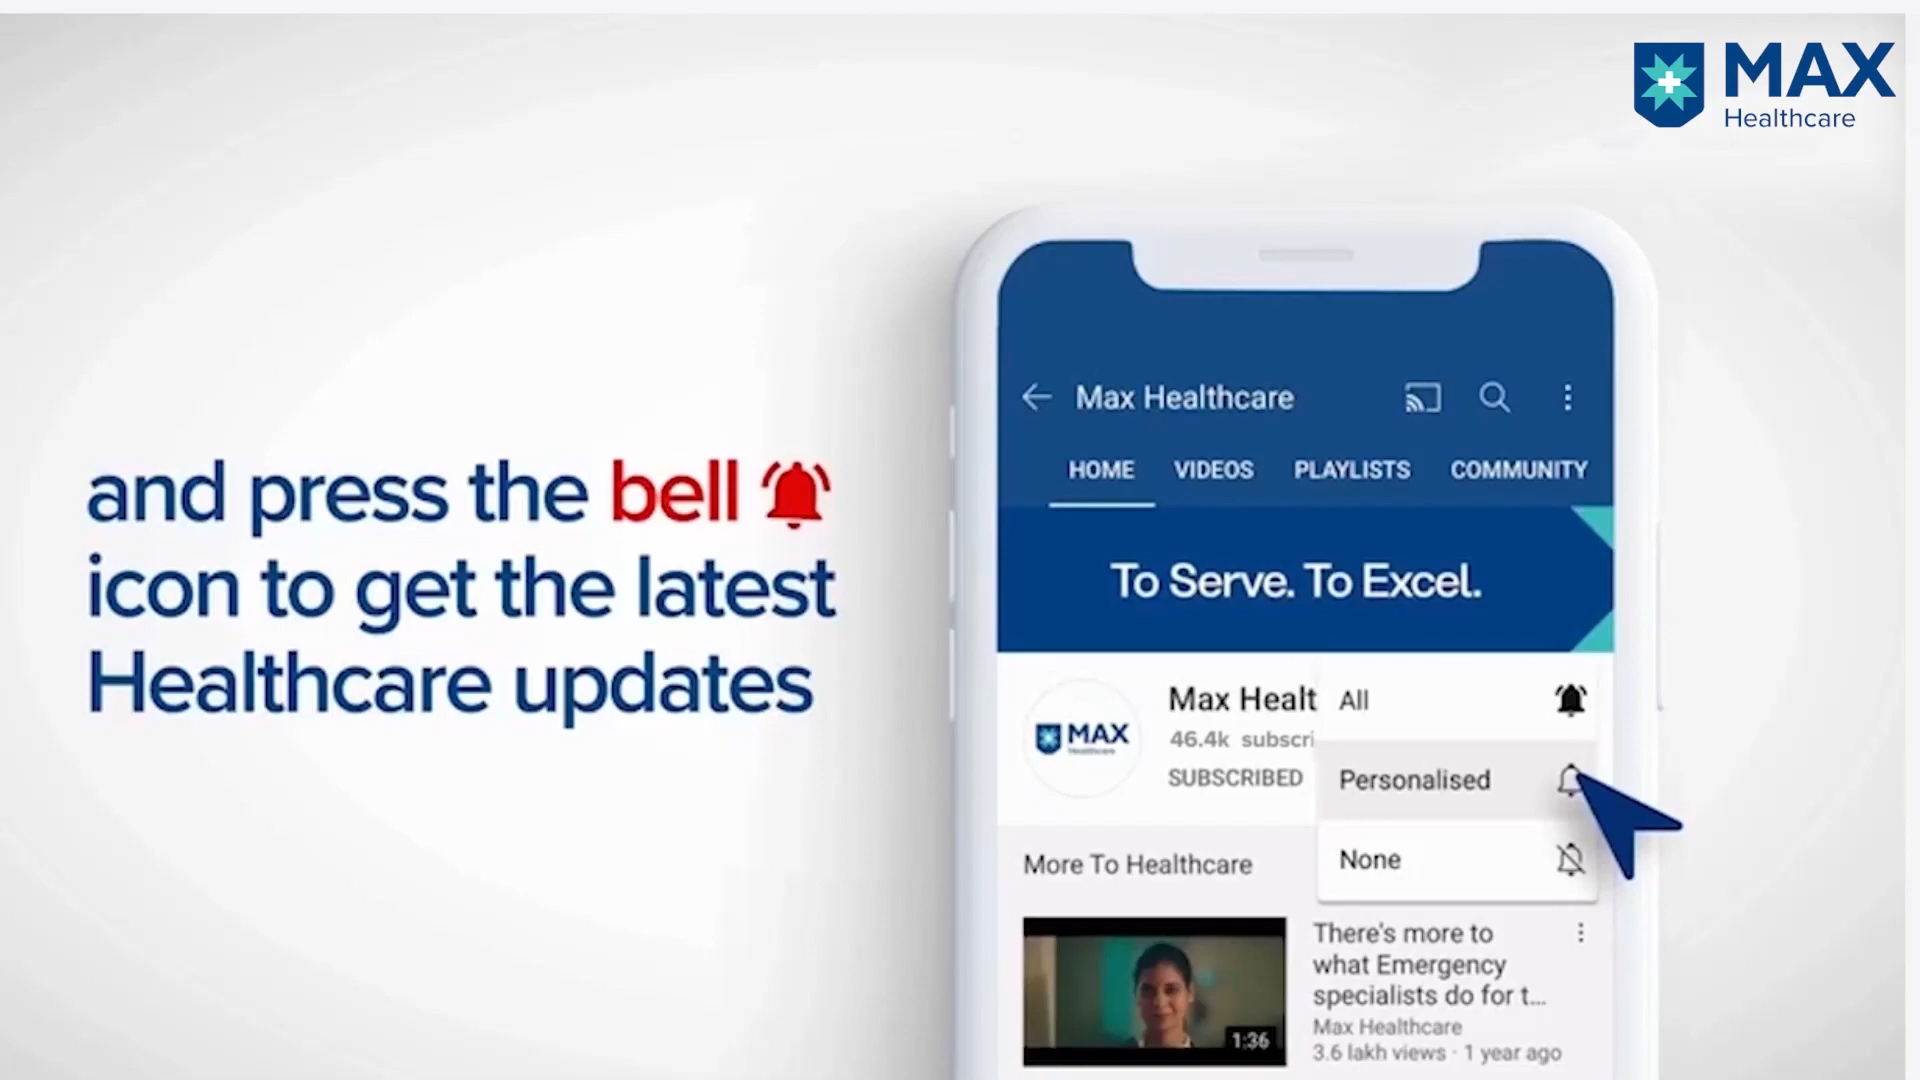 MAX
Healthcare
and press the bell
icon to get the latest
Healthcare updates
Max Healthcare
HOME VIDEOS PLAYLISTS COMMUNITY
To Serve. To Excel.
MAX
Healthcare
Max Healt
46.4k subscri
SUBSCRIBED
All
Personalised
None
More To Healthcare
1:36
There's more to
what Emergency
specialists do for t...
Max Healthcare
3.6 lakh views · 1 year ago